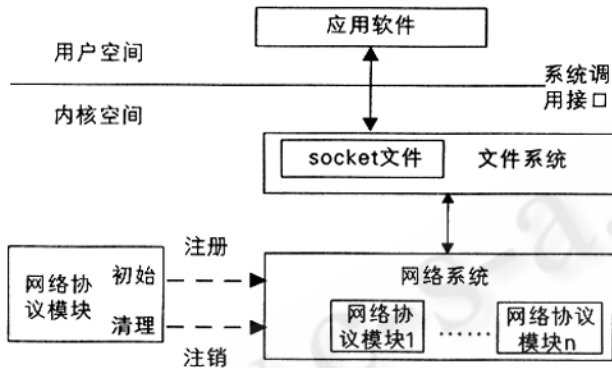 应用软件
用户空间
系统调
用接口
内核空间
socket文件
文件系统
注册
网络协
议模块
初始
清理
注销
网络系统
网络协
议模块1
……
网络协议
模块n